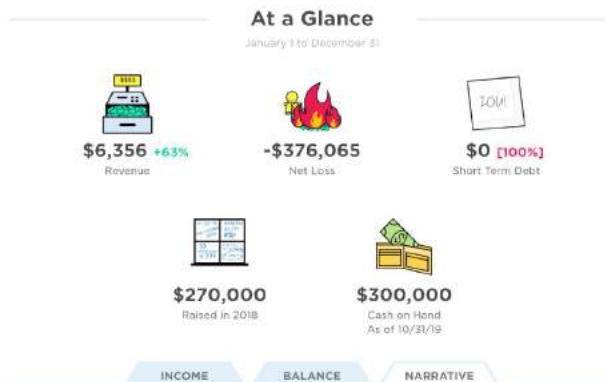 At a Glance
January 1 to December 31
$6,356 +63%
Revenue
-$376,065
Net Loss
IOU!
$0 [100%]
Short Term Debt
$270,000
Raised in 2018
$300,000
Cash on Hand
As of 10/31/19
INCOME
BALANCE
NARRATIVE